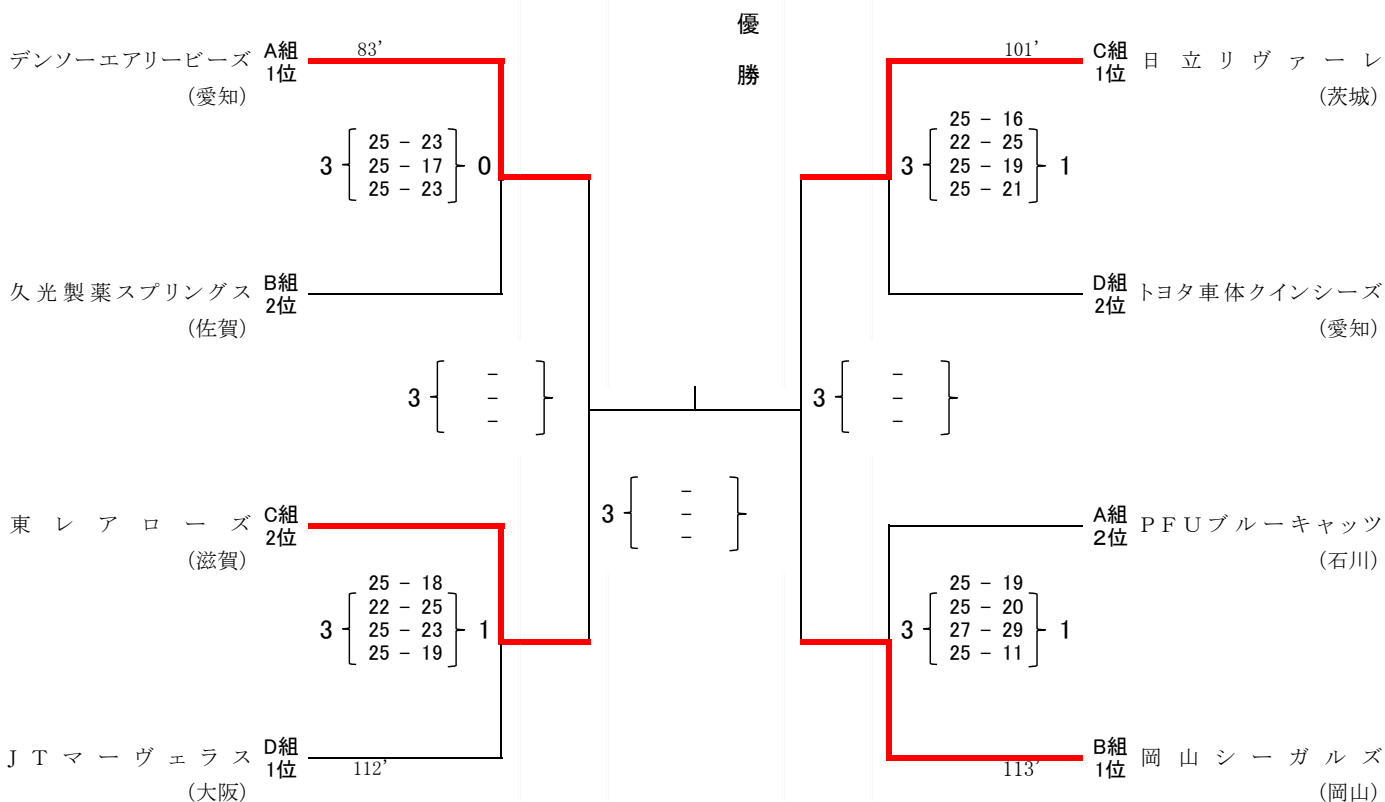 優
勝
デンソーエアリービーズ A組 1位 83’
(愛知)
3 25 - 23 0
25 - 17
25 - 23
久光製薬スプリングス B組 2位
(佐賀)
3 -
-
-
東レアローズ C組 2位
(滋賀)
25 - 18
22 - 25
3 25 - 23 1
25 - 19
JTマーヴェラス D組 1位 112’
(大阪)
3 -
-
-
101’ C組 1位 日立リヴァーレ
(茨城)
25 - 16
22 - 25
3 25 - 19 1
25 - 21
D組 2位 トヨタ車体クインシーズ
(愛知)
3 -
-
-
A組 2位 PFUブルーキャッツ
(石川)
25 - 19
25 - 20
3 27 - 29 1
25 - 11
113’ B組 1位 岡山シーガルズ
(岡山)